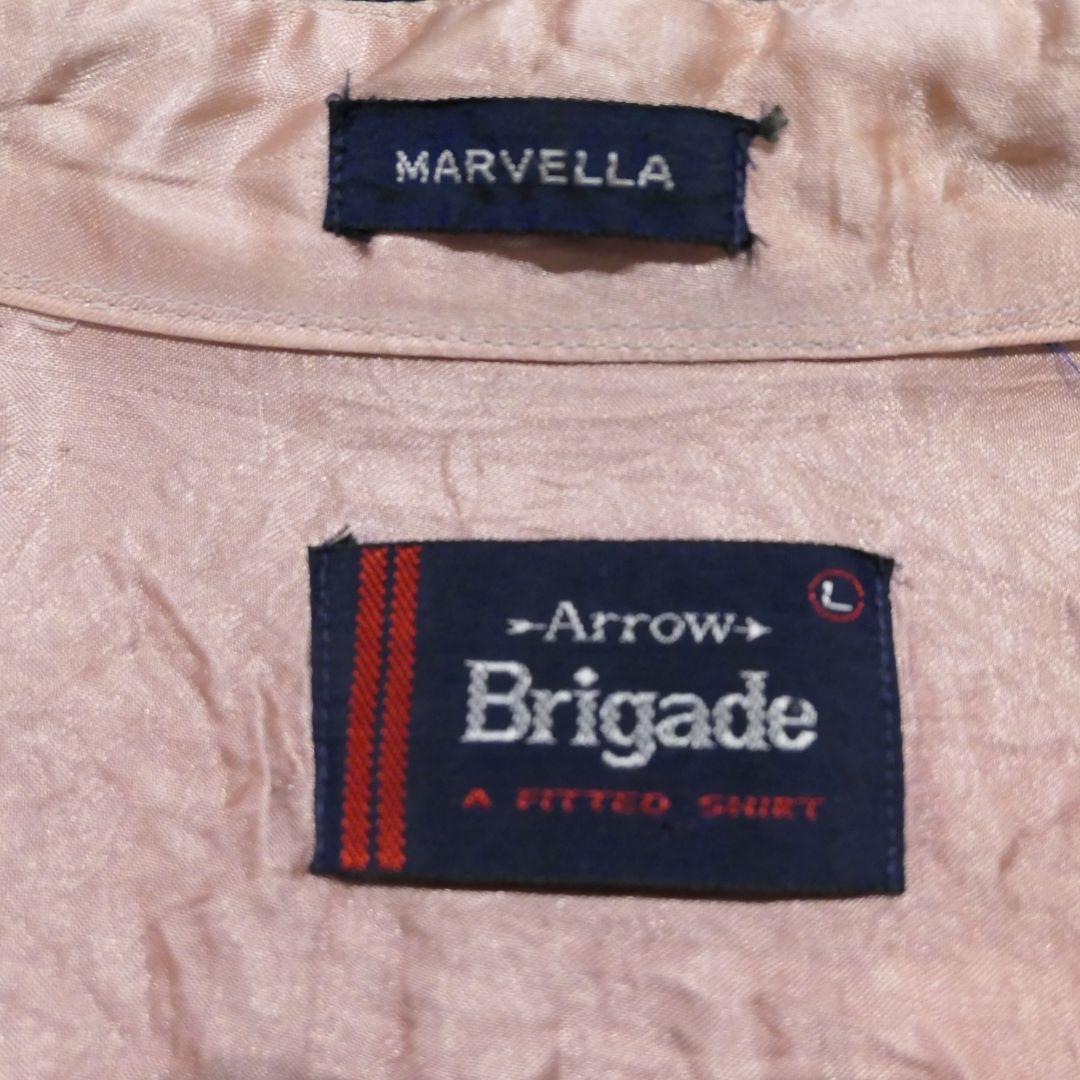 MARVELLA
L
Arrow
Brigade
A FITTED SHIRT